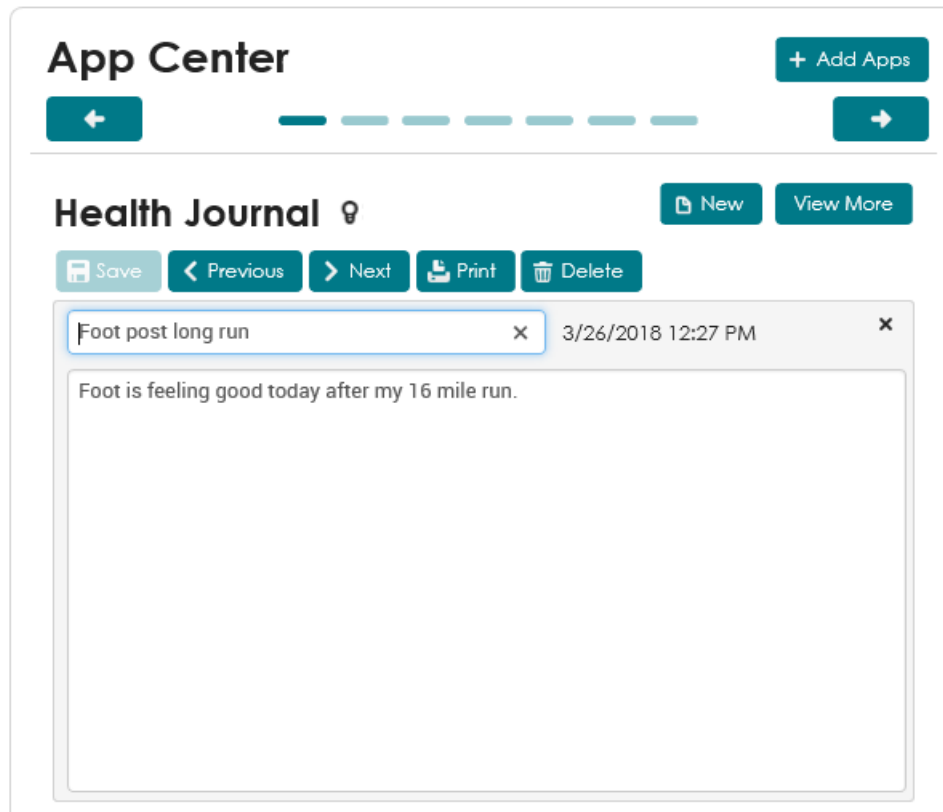 App Center
+ Add Apps
Health Journal
New
View More
Save
Previous
Next
Print
Delete
Foot post long run
3/26/2018 12:27 PM
Foot is feeling good today after my 16 mile run.